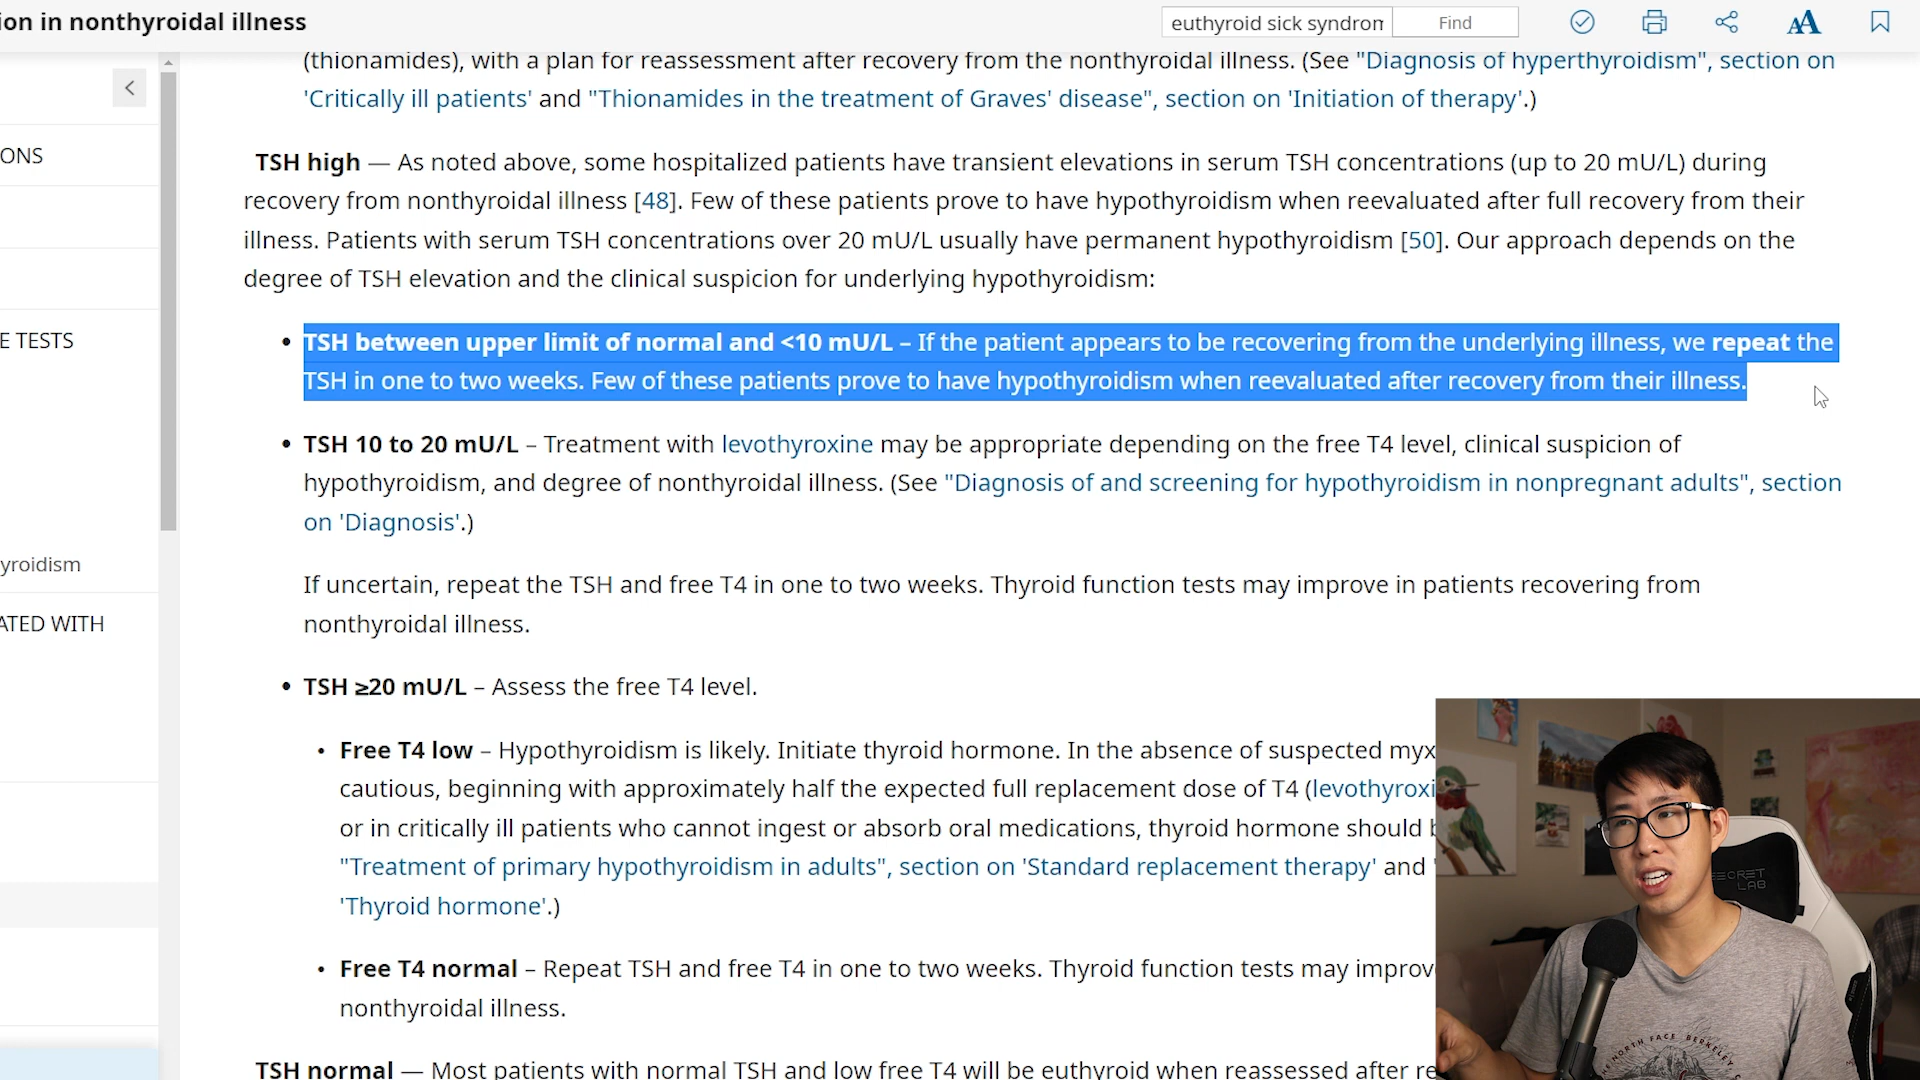 ion in nonthyroidal illness
euthyroid sick syndrom
Find
ONS
E TESTS
yroidism
ATED WITH
(thionamides), with a plan for reassessment after recovery from the nonthyroidal illness. (See "Diagnosis of hyperthyroidism", section on
'Critically ill patients' and "Thionamides in the treatment of Graves' disease", section on 'Initiation of therapy'.)
TSH high — As noted above, some hospitalized patients have transient elevations in serum TSH concentrations (up to 20 mU/L) during
recovery from nonthyroidal illness [48]. Few of these patients prove to have hypothyroidism when reevaluated after full recovery from their
illness. Patients with serum TSH concentrations over 20 mU/L usually have permanent hypothyroidism [50]. Our approach depends on the
degree of TSH elevation and the clinical suspicion for underlying hypothyroidism:
• TSH between upper limit of normal and <10 mU/L – If the patient appears to be recovering from the underlying illness, we repeat the
TSH in one to two weeks. Few of these patients prove to have hypothyroidism when reevaluated after recovery from their illness.
• TSH 10 to 20 mU/L – Treatment with levothyroxine may be appropriate depending on the free T4 level, clinical suspicion of
hypothyroidism, and degree of nonthyroidal illness. (See "Diagnosis of and screening for hypothyroidism in nonpregnant adults", section
on 'Diagnosis'.)
If uncertain, repeat the TSH and free T4 in one to two weeks. Thyroid function tests may improve in patients recovering from
nonthyroidal illness.
• TSH ≥20 mU/L – Assess the free T4 level.
• Free T4 low – Hypothyroidism is likely. Initiate thyroid hormone. In the absence of suspected myx
cautious, beginning with approximately half the expected full replacement dose of T4 (levothyroxi
or in critically ill patients who cannot ingest or absorb oral medications, thyroid hormone should b
"Treatment of primary hypothyroidism in adults", section on 'Standard replacement therapy' and "
'Thyroid hormone'.)
• Free T4 normal – Repeat TSH and free T4 in one to two weeks. Thyroid function tests may improv
nonthyroidal illness.
TSH normal — Most patients with normal TSH and low free T4 will be euthyroid when reassessed after re
SECRET
LAB
NORTH FACE BERKELEY